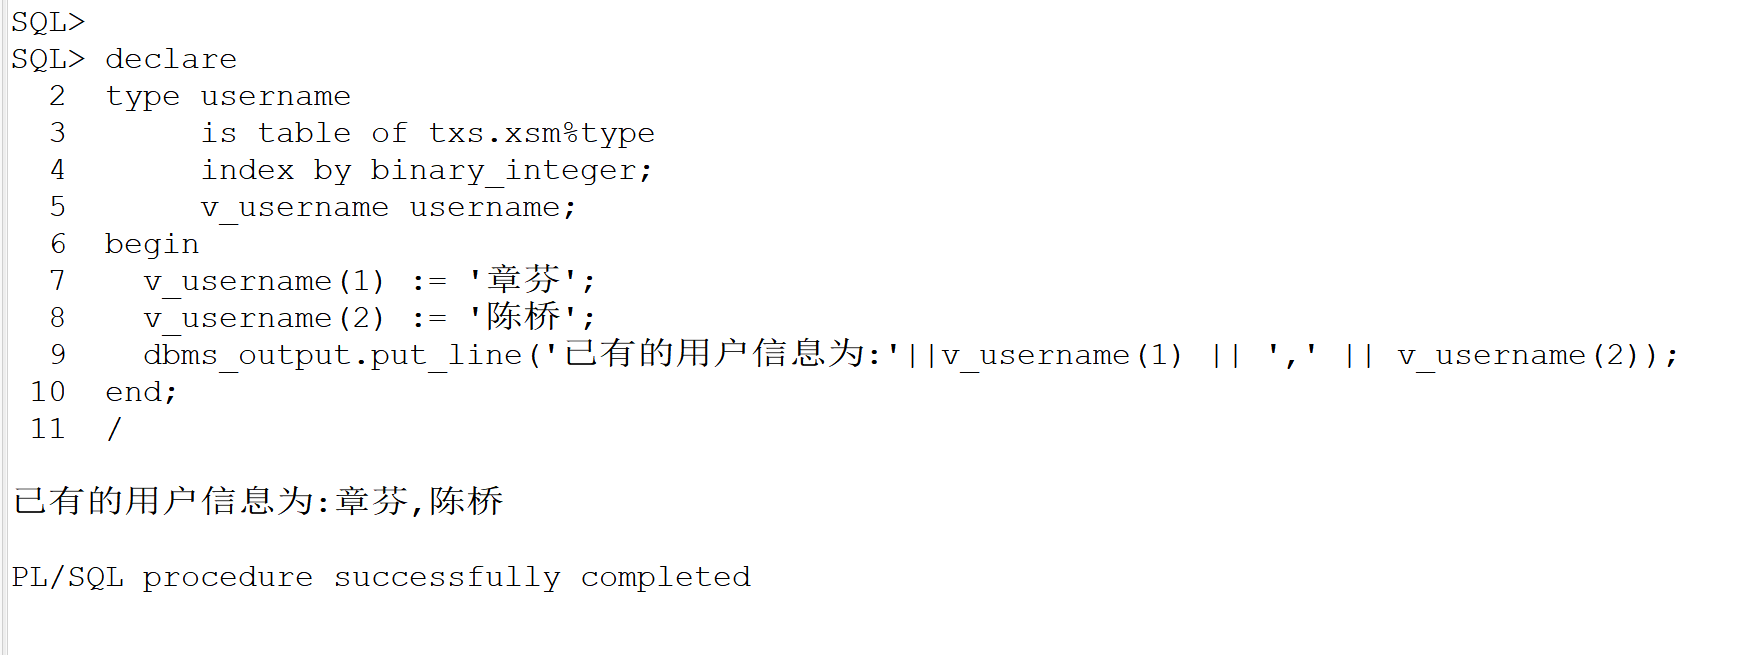 SQL>
SQL> declare
  2  type username
  3       is table of txs.xsm%type
  4       index by binary_integer;
  5       v_username username;
  6  begin
  7    v_username(1) := '章芬';
  8    v_username(2) := '陈桥';
  9    dbms_output.put_line('已有的用户信息为:'||v_username(1) || ',' || v_username(2));
 10  end;
 11  /
已有的用户信息为:章芬,陈桥
PL/SQL procedure successfully completed